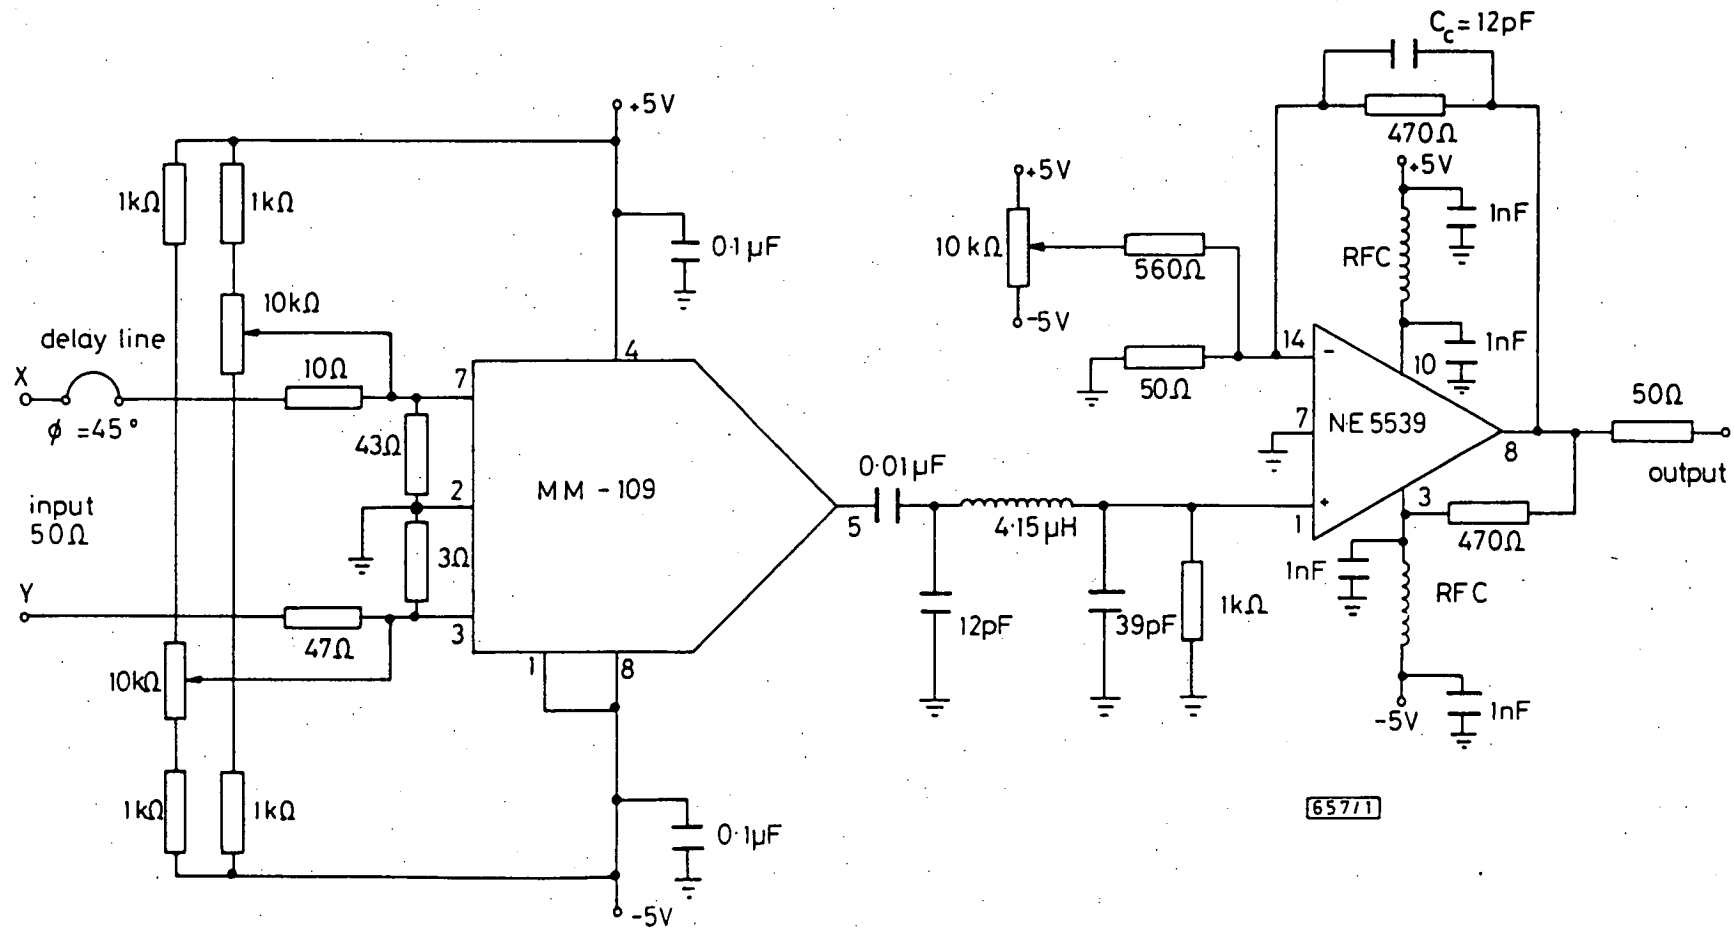 C_c = 12pF
470Ω
+5V
+5V
1nF
1kΩ
1kΩ
+5V
0·1µF
10kΩ
560Ω
RFC
-5V
10kΩ
delay line
X
10Ω
4
7
14
-
1nF
10
50Ω
50Ω
ϕ =45°
43Ω
7
NE5539
8
output
input
50Ω
2
MM-109
0·01µF
5
4·15µH
+
1
3
470Ω
3Ω
1nF
RFC
Y
47Ω
3
12pF
39pF
1kΩ
1
8
10kΩ
-5V
1nF
1kΩ
1kΩ
0·1µF
657/1
-5V